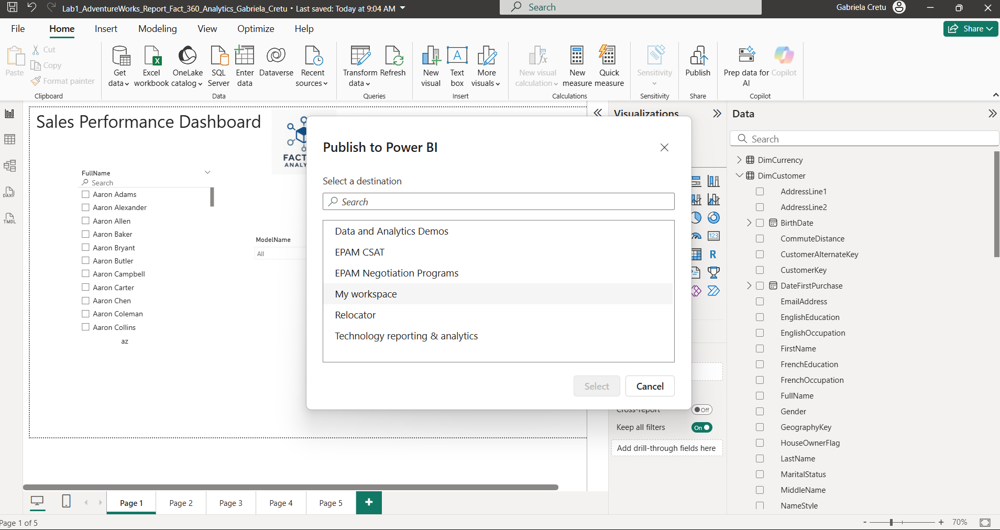 Lab1_AdventureWorks_Report_Fact_360_Analytics_Gabriela_Cretu • Last saved: Today at 9:04 AM
Search
Gabriela Cretu
File
Home
Insert
Modeling
View
Optimize
Help
Share
Paste
Cut
Copy
Format painter
Clipboard
Get data
Excel workbook
OneLake catalog
SQL Server
Enter data
Dataverse
Recent sources
Data
Transform data
Refresh
Queries
New visual
Text box
More visuals
Insert
New visual calculation
New measure
Quick measure
Calculations
Sensitivity
Sensitivity
Publish
Share
Prep data for AI
Copilot
Copilot
Sales Performance Dashboard
FACT
ANALY
FullName
Search
Aaron Adams
Aaron Alexander
Aaron Allen
Aaron Baker
Aaron Bryant
Aaron Butler
Aaron Campbell
Aaron Carter
Aaron Chen
Aaron Coleman
Aaron Collins
az
ModelName
All
DAX
TMDL
Publish to Power BI
Select a destination
Search
Data and Analytics Demos
EPAM CSAT
EPAM Negotiation Programs
My workspace
Relocator
Technology reporting & analytics
Select
Cancel
Visualizations
123
R
Cross-report
Off
Keep all filters
On
Add drill-through fields here
Data
Search
DimCurrency
DimCustomer
AddressLine1
AddressLine2
BirthDate
CommuteDistance
CustomerAlternateKey
CustomerKey
DateFirstPurchase
EmailAddress
EnglishEducation
EnglishOccupation
FirstName
FrenchEducation
FrenchOccupation
FullName
Gender
GeographyKey
HouseOwnerFlag
LastName
MaritalStatus
MiddleName
NameStyle
Page 1
Page 2
Page 3
Page 4
Page 5
+
Page 1 of 5
- + 70%